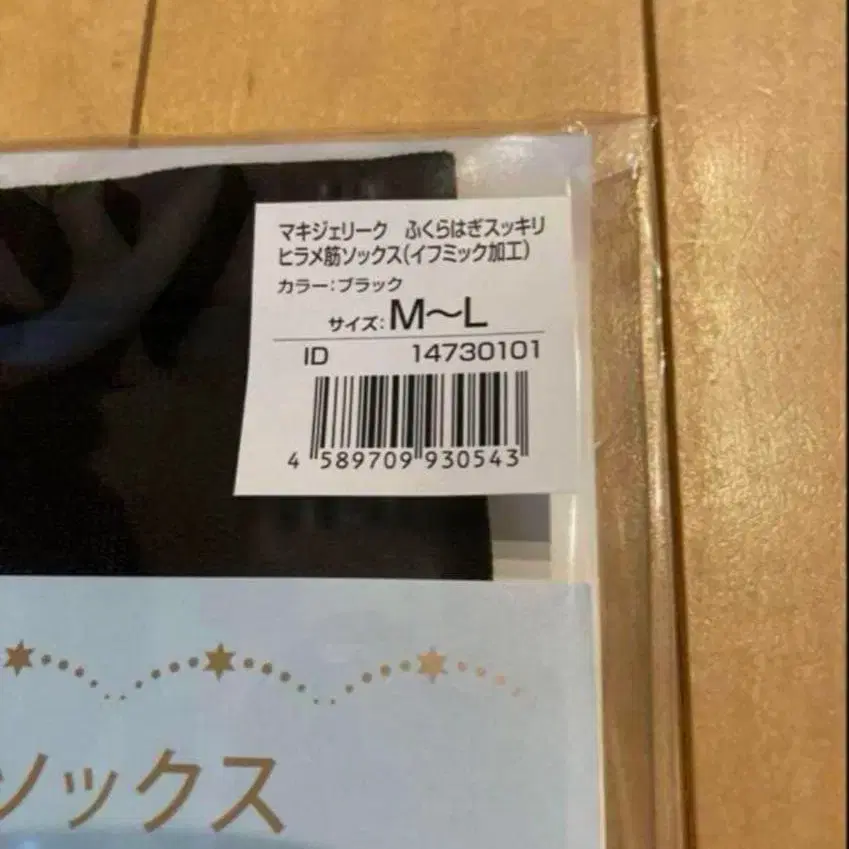 マキジェリーク ふくらはぎスッキリ
ヒラメ筋ソックス(イフミック加工)
カラー:ブラック
サイズ: M〜L
ID 14730101
4 589709 930543
ソックス